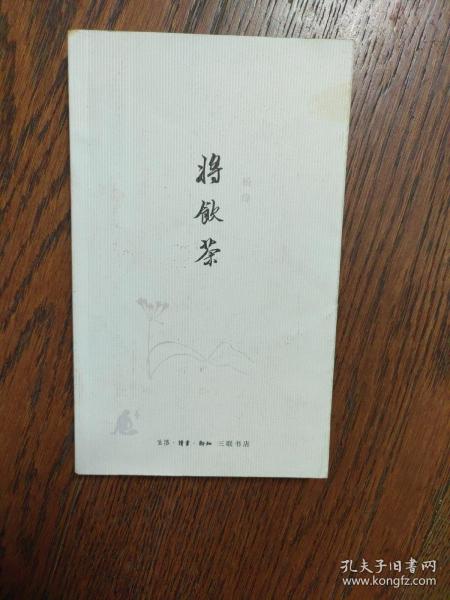 将饮茶
杨绛
生活·讀書·新知 三联书店
孔夫子旧书网
www.kongfz.com